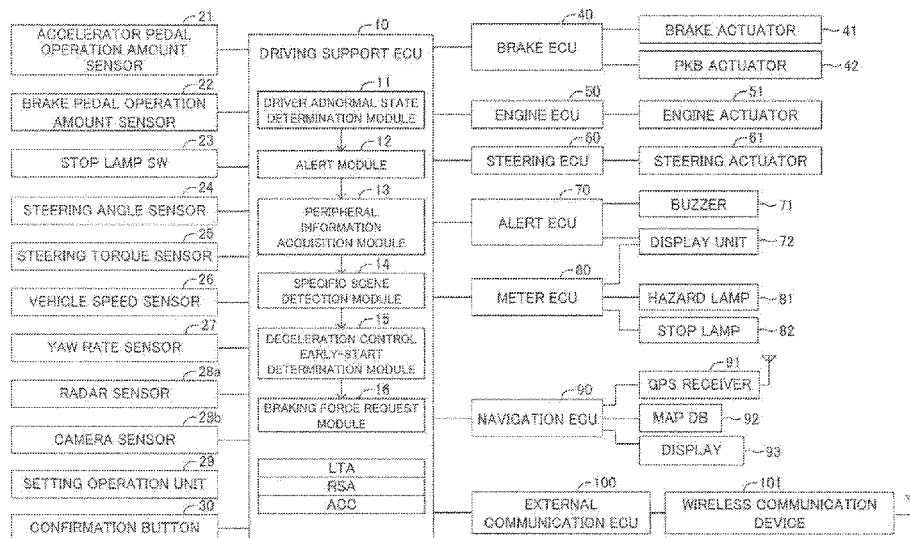 21
ACCELERATOR PEDAL
OPERATION AMOUNT
SENSOR
22
BRAKE PEDAL OPERATION
AMOUNT SENSOR
23
STOP LAMP SW
24
STEERING ANGLE SENSOR
25
STEERING TORQUE SENSOR
26
VEHICLE SPEED SENSOR
27
YAW RATE SENSOR
28a
RADAR SENSOR
28b
CAMERA SENSOR
29
SETTING OPERATION UNIT
30
CONFIRMATION BUTTON
10
DRIVING SUPPORT ECU
11
DRIVER ADNORMAL STATE
DETERMINATION MODULE
12
ALERT MODULE
13
PERIPHERAL
INFORMATION
ACQUISITION MODULE
14
SPECIFIC SCENE
DETECTION MODULE
15
DECELERATION CONTROL
EARLY-START
DETERMINATION MODULE
16
BRAKING FORCE REQUEST
MODULE
LTA
RSA
ACC
40
BRAKE ECU
BRAKE ACTUATOR
41
PKB ACTUATOR
42
50
ENGINE ECU
51
ENGINE ACTUATOR
60
STEERING ECU
61
STEERING ACTUATOR
70
ALERT ECU
BUZZER
71
DISPLAY UNIT
72
80
METER ECU
HAZARD LAMP
81
STOP LAMP
82
90
NAVIGATION ECU
91
GPS RECEIVER
MAP DB
92
DISPLAY
93
100
EXTERNAL
COMMUNICATION ECU
101
WIRELESS COMMUNICATION
DEVICE